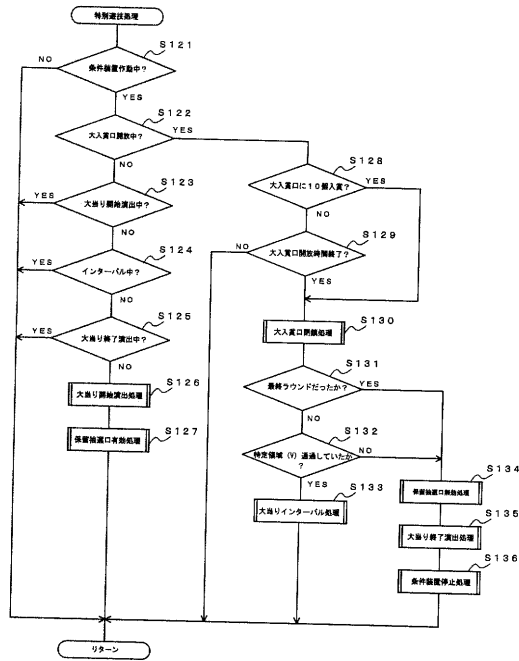 特別遊技処理
S121
NO
条件装置作動中？
YES
S122
大入賞口開放中？
YES
NO
S123
YES
大当り開始演出中？
NO
S124
YES
インターバル中？
NO
S125
YES
大当り終了演出中？
NO
S126
大当り開始演出処理
S127
保留抽選口有効処理
S128
大入賞口に10個入賞？
YES
NO
S129
NO
大入賞口開放時間終了？
YES
S130
大入賞口閉鎖処理
S131
最終ラウンドだったか？
YES
NO
S132
特定領域（V）通過していたか
？
NO
YES
S133
大当りインターバル処理
S134
保留抽選口無効処理
S135
大当り終了演出処理
S136
条件装置停止処理
リターン